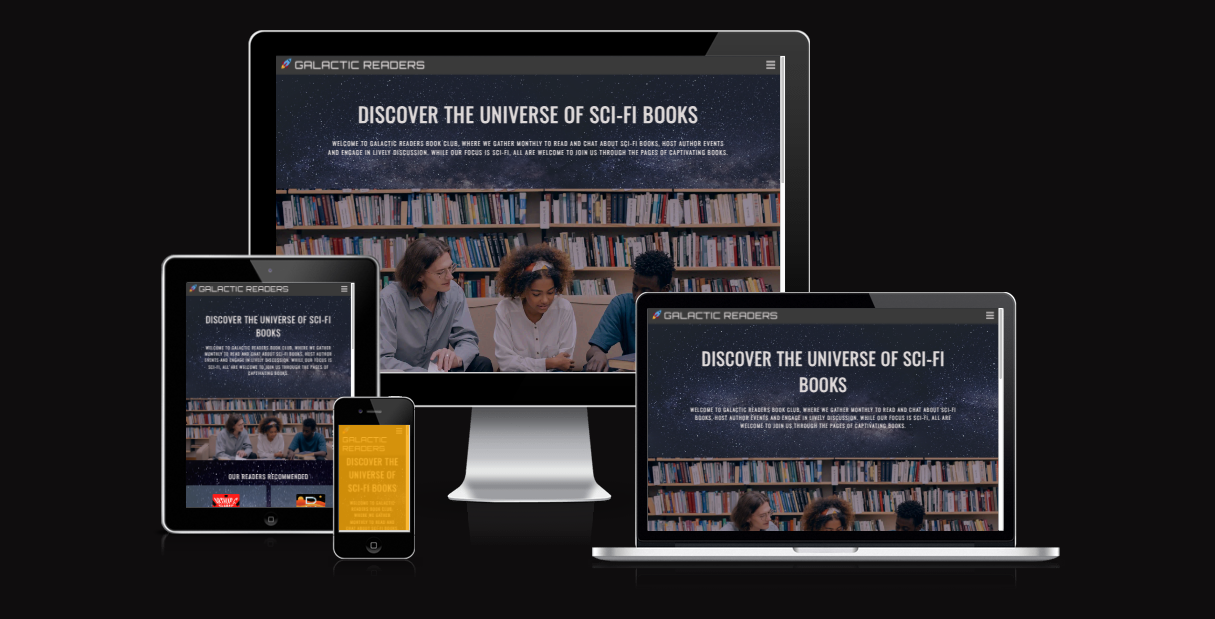 GALACTIC READERS
DISCOVER THE UNIVERSE OF SCI-FI BOOKS
WELCOME TO GALACTIC READERS BOOK CLUB, WHERE WE GATHER MONTHLY TO READ AND CHAT ABOUT SCI-FI BOOKS, HOST AUTHOR EVENTS
AND ENGAGE IN LIVELY DISCUSSION. WHILE OUR FOCUS IS SCI-FI, ALL ARE WELCOME TO JOIN US THROUGH THE PAGES OF CAPTIVATING BOOKS.
GALACTIC READERS
DISCOVER THE UNIVERSE OF SCI-FI
BOOKS
WELCOME TO GALACTIC READERS BOOK CLUB, WHERE WE GATHER
MONTHLY TO READ AND CHAT ABOUT SCI-FI BOOKS, HOST AUTHOR
EVENTS AND ENGAGE IN LIVELY DISCUSSION. WHILE OUR FOCUS IS
SCI-FI, ALL ARE WELCOME TO JOIN US THROUGH THE PAGES OF
CAPTIVATING BOOKS.
OUR READERS RECOMMENDED
GALACTIC
READERS
DISCOVER THE
UNIVERSE OF
SCI-FI BOOKS
WELCOME TO GALACTIC
READERS BOOK CLUB,
WHERE WE GATHER
MONTHLY TO READ AND
GALACTIC READERS
DISCOVER THE UNIVERSE OF SCI-FI
BOOKS
WELCOME TO GALACTIC READERS BOOK CLUB, WHERE WE GATHER MONTHLY TO READ AND CHAT ABOUT SCI-FI
BOOKS, HOST AUTHOR EVENTS AND ENGAGE IN LIVELY DISCUSSION. WHILE OUR FOCUS IS SCI-FI, ALL ARE
WELCOME TO JOIN US THROUGH THE PAGES OF CAPTIVATING BOOKS.